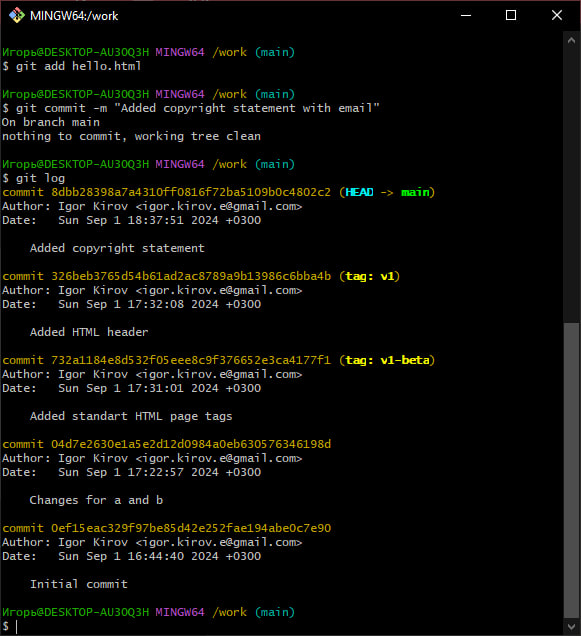 MINGW64:/work
Игорь@DESKTOP-AU3OQ3H MINGW64 /work (main)
$ git add hello.html
Игорь@DESKTOP-AU3OQ3H MINGW64 /work (main)
$ git commit -m "Added copyright statement with email"
On branch main
nothing to commit, working tree clean
Игорь@DESKTOP-AU3OQ3H MINGW64 /work (main)
$ git log
commit 8dbb28398a7a4310ff0816f72ba5109b0c4802c2 (HEAD -> main)
Author: Igor Kirov <igor.kirov.e@gmail.com>
Date:   Sun Sep 1 18:37:51 2024 +0300
Added copyright statement
commit 326beb3765d54b61ad2ac8789a9b13986c6bba4b (tag: v1)
Author: Igor Kirov <igor.kirov.e@gmail.com>
Date:   Sun Sep 1 17:32:08 2024 +0300
Added HTML header
commit 732a1184e8d532f05eee8c9f376652e3ca4177f1 (tag: v1-beta)
Author: Igor Kirov <igor.kirov.e@gmail.com>
Date:   Sun Sep 1 17:31:01 2024 +0300
Added standart HTML page tags
commit 04d7e2630e1a5e2d12d0984a0eb630576346198d
Author: Igor Kirov <igor.kirov.e@gmail.com>
Date:   Sun Sep 1 17:22:57 2024 +0300
Changes for a and b
commit 0ef15eac329f97be85d42e252fae194abe0c7e90
Author: Igor Kirov <igor.kirov.e@gmail.com>
Date:   Sun Sep 1 16:44:40 2024 +0300
Initial commit
Игорь@DESKTOP-AU3OQ3H MINGW64 /work (main)
$